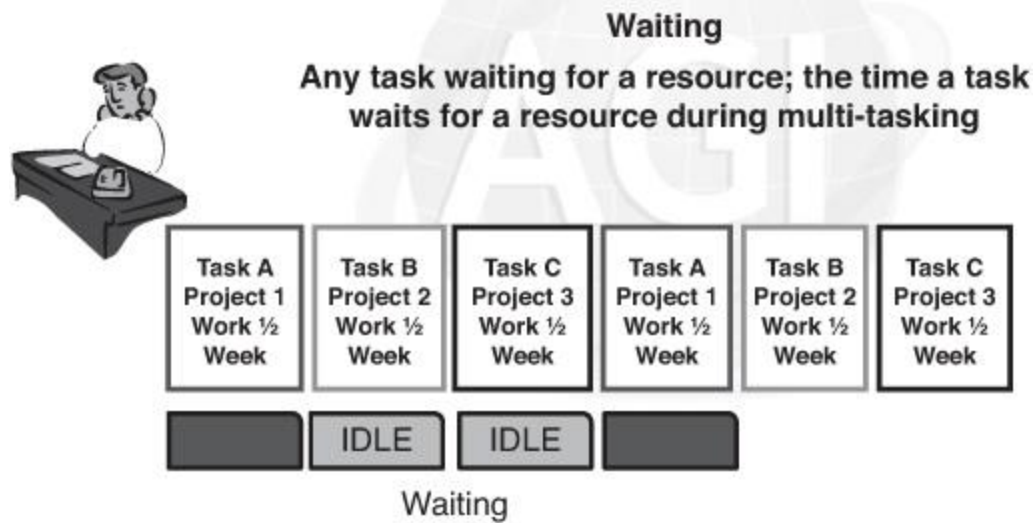 Waiting
Any task waiting for a resource; the time a task
waits for a resource during multi-tasking
AGI
Task A
Project 1
Work ½
Week
Task B
Project 2
Work ½
Week
Task C
Project 3
Work ½
Week
Task A
Project 1
Work ½
Week
Task B
Project 2
Work ½
Week
Task C
Project 3
Work ½
Week
IDLE
IDLE
Waiting